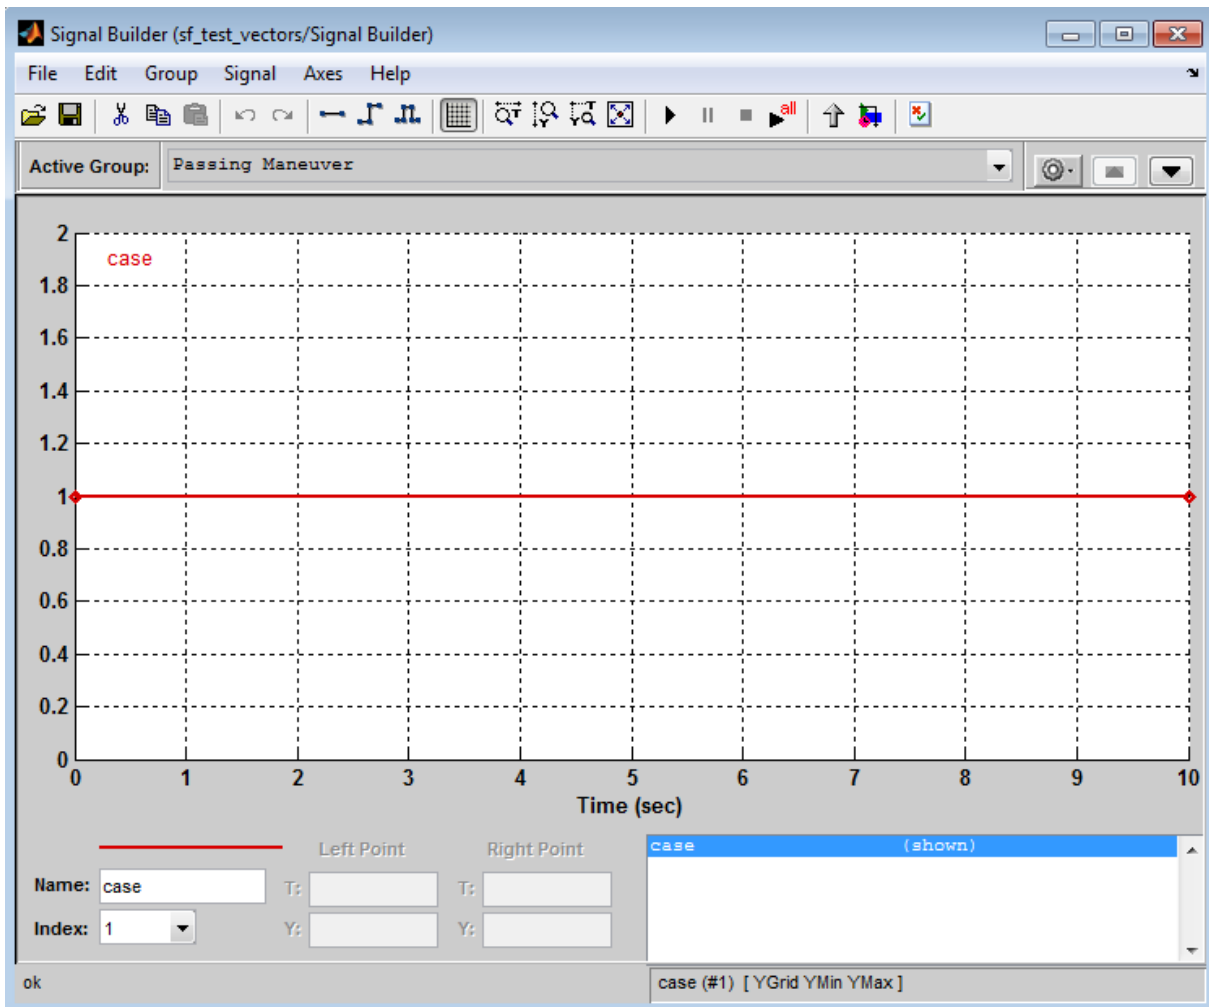 Signal Builder (sf_test_vectors/Signal Builder)
File Edit Group Signal Axes Help
all
Active Group: Passing Maneuver
case
2
1.8
1.6
1.4
1.2
1
0.8
0.6
0.4
0.2
0
0 1 2 3 4 5 6 7 8 9 10
Time (sec)
Left Point Right Point case (shown)
Name: case T: T:
Index: 1 Y: Y:
ok case (#1) [ YGrid YMin YMax ]